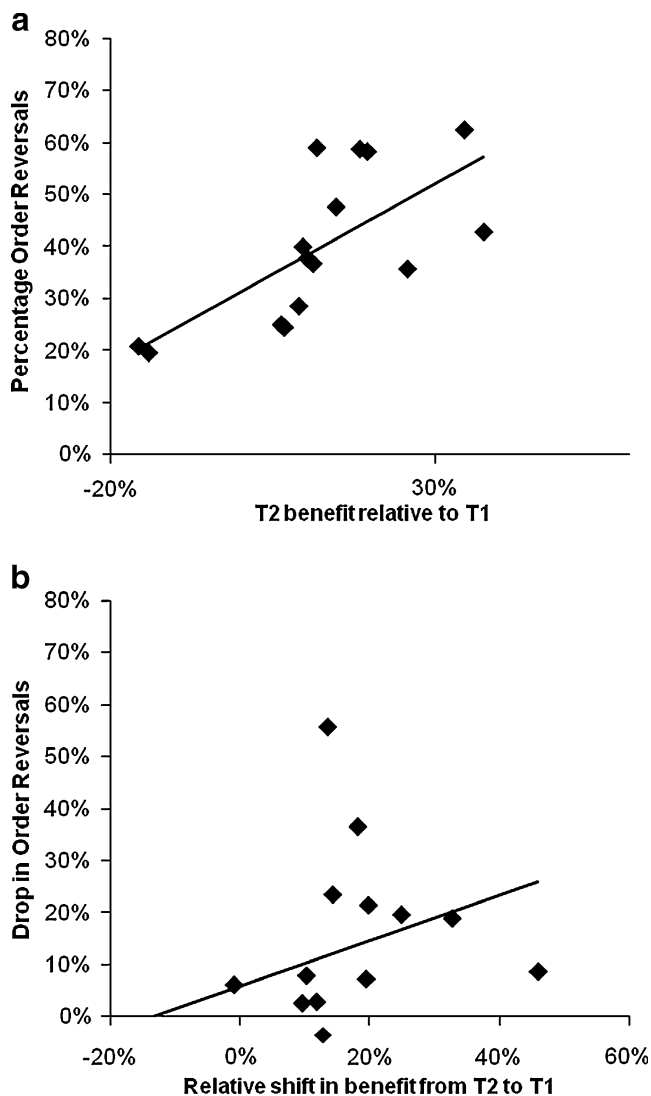 a
80%
70%
60%
50%
40%
30%
20%
10%
0%
Percentage Order Reversals
-20% 30%
T2 benefit relative to T1
b
80%
70%
60%
50%
40%
30%
20%
10%
0%
Drop in Order Reversals
-20% 0% 20% 40% 60%
Relative shift in benefit from T2 to T1